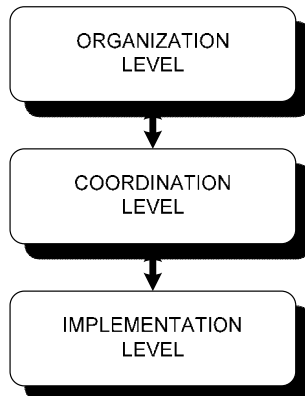 ORGANIZATION
LEVEL
COORDINATION
LEVEL
IMPLEMENTATION
LEVEL